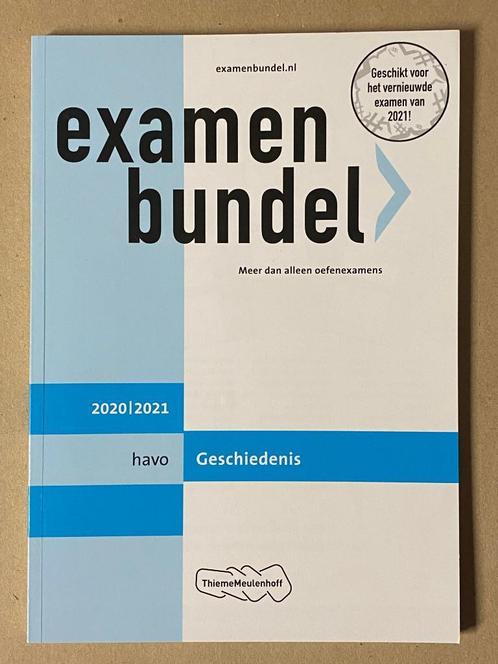 examenbundel.nl
Geschikt voor
het vernieuwde
examen van
2021!
examen
bundel
Meer dan alleen oefenexamens
2020|2021
havo
Geschiedenis
ThiemeMeulenhoff